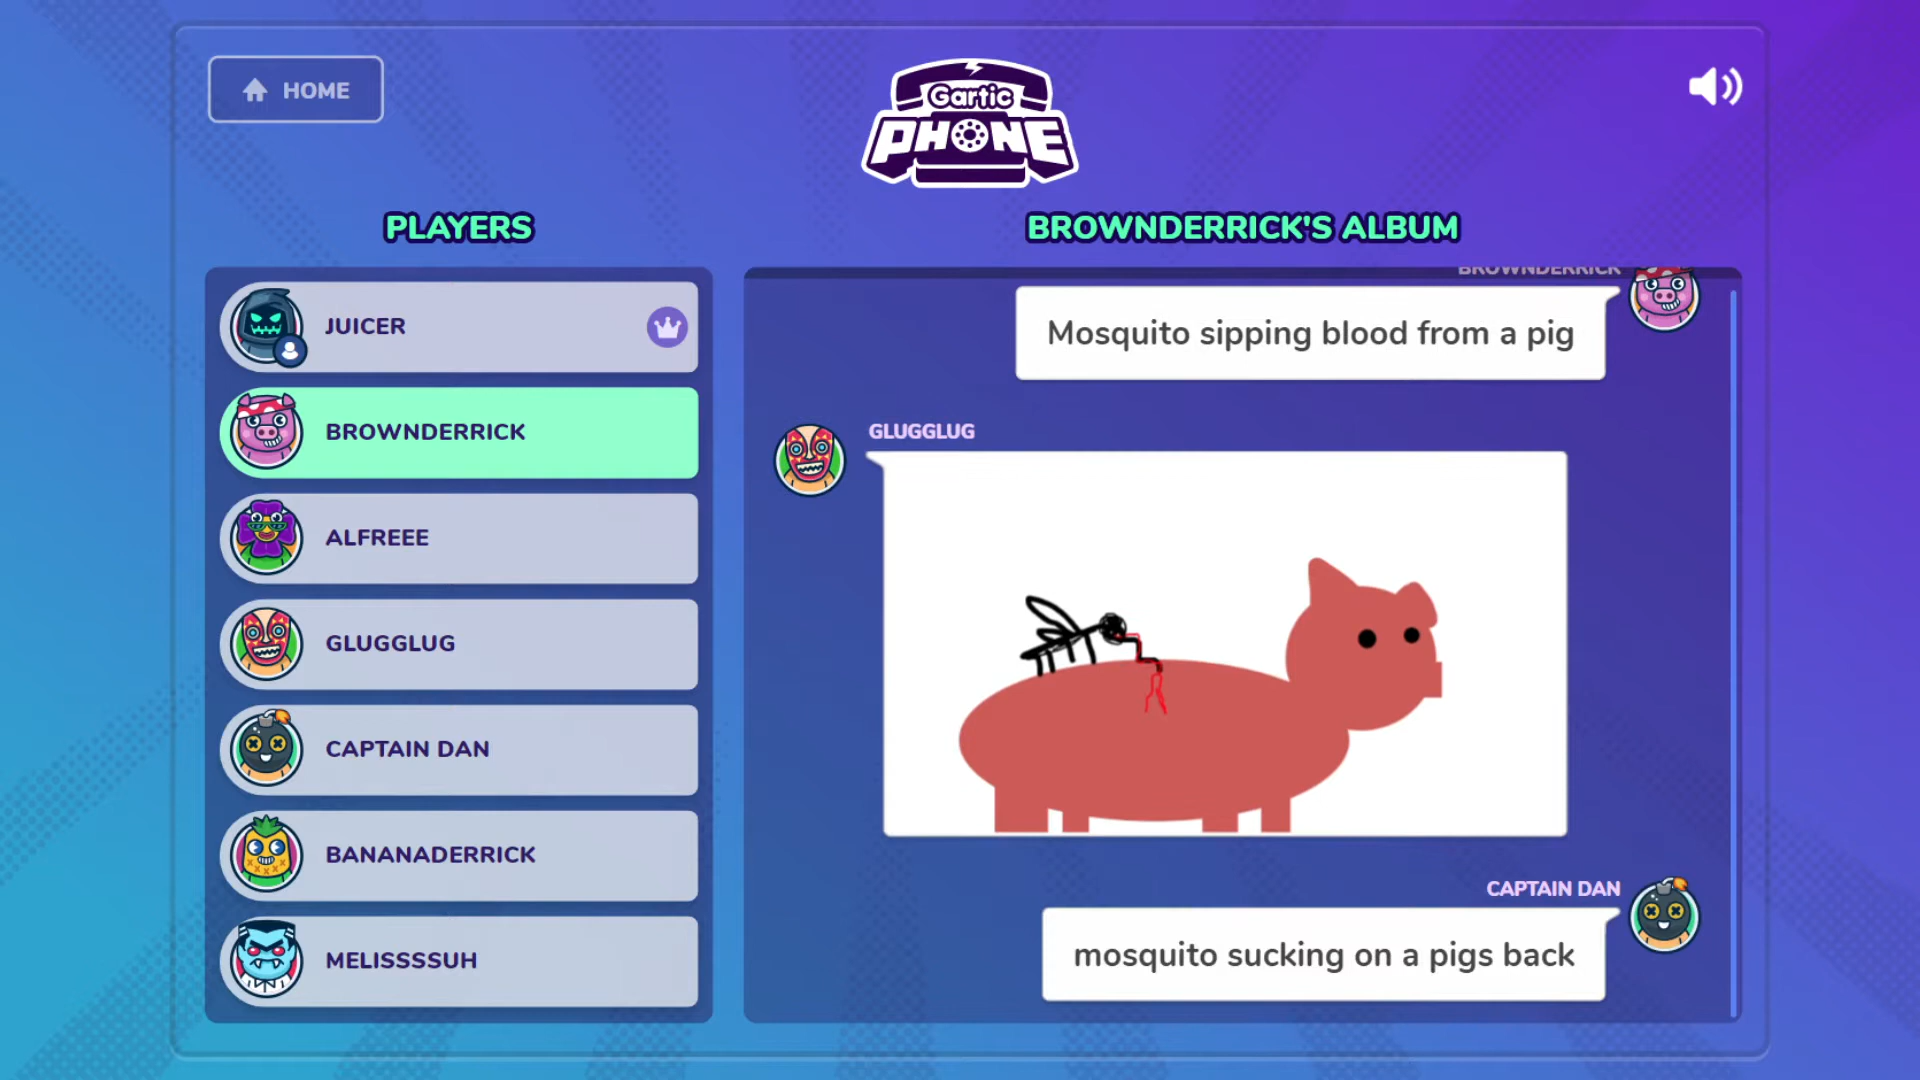 HOME
Gartic
PHONE
PLAYERS
JUICER
BROWNDERRICK
ALFREEE
GLUGGLUG
CAPTAIN DAN
BANANADERRICK
MELISSSSUH
BROWNDERRICK'S ALBUM
BROWNDERRICK
Mosquito sipping blood from a pig
GLUGGLUG
CAPTAIN DAN
mosquito sucking on a pigs back